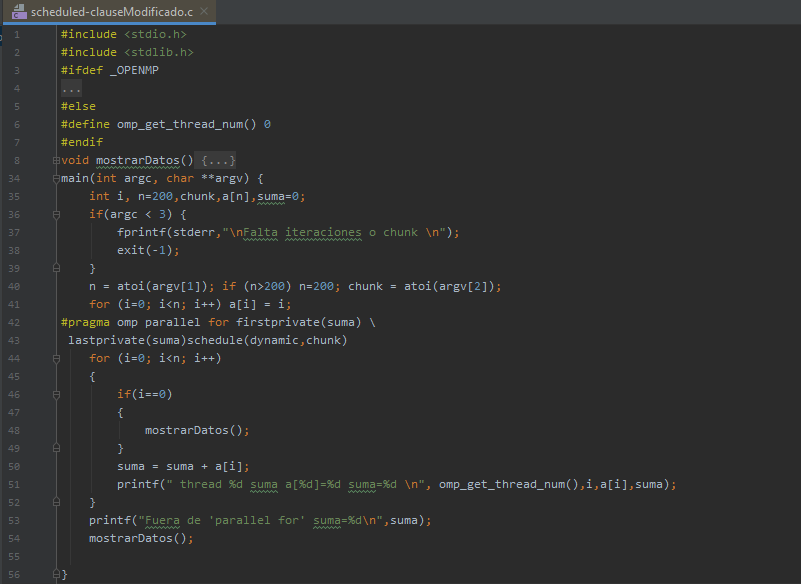 scheduled-clauseModificado.c
1 #include <stdio.h>
2 #include <stdlib.h>
3 #ifdef _OPENMP
4 ...
5 #else
6 #define omp_get_thread_num() 0
7 #endif
8 void mostrarDatos() {...}
34 main(int argc, char **argv) {
35 int i, n=200,chunk,a[n],suma=0;
36 if(argc < 3) {
37 fprintf(stderr,"\nFalta iteraciones o chunk \n");
38 exit(-1);
39 }
40 n = atoi(argv[1]); if (n>200) n=200; chunk = atoi(argv[2]);
41 for (i=0; i<n; i++) a[i] = i;
42 #pragma omp parallel for firstprivate(suma) \
43 lastprivate(suma)schedule(dynamic,chunk)
44 for (i=0; i<n; i++)
45 {
46 if(i==0)
47 {
48 mostrarDatos();
49 }
50 suma = suma + a[i];
51 printf(" thread %d suma a[%d]=%d suma=%d \n", omp_get_thread_num(),i,a[i],suma);
52 }
53 printf("Fuera de 'parallel for' suma=%d\n",suma);
54 mostrarDatos();
55
56 }